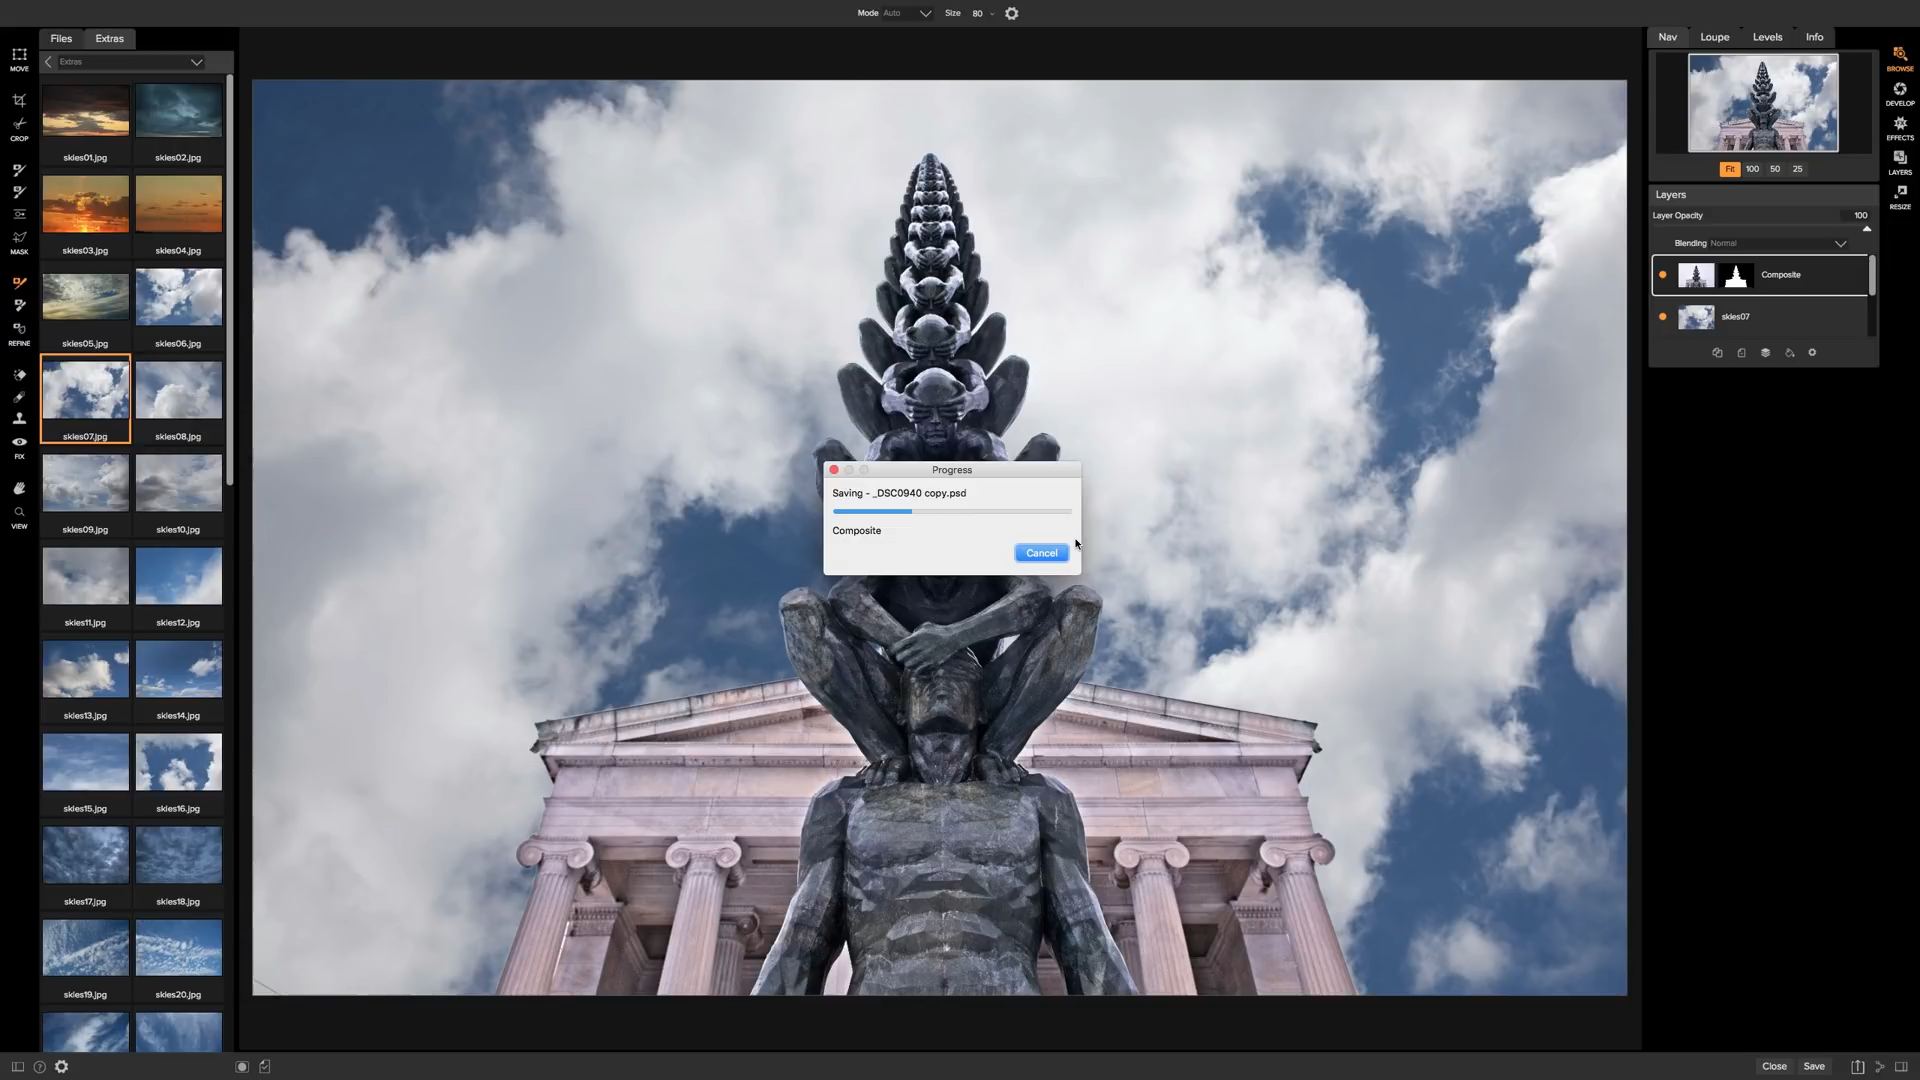 Mode Auto Size 80
Files Extras
Extras
skies01.jpg skies02.jpg
skies03.jpg skies04.jpg
skies05.jpg skies06.jpg
skies07.jpg skies08.jpg
skies09.jpg skies10.jpg
skies11.jpg skies12.jpg
skies13.jpg skies14.jpg
skies15.jpg skies16.jpg
skies17.jpg skies18.jpg
skies19.jpg skies20.jpg
MOVE
CROP
MASK
REFINE
FIX
VIEW
Progress
Saving - _DSC0940 copy.psd
Composite
Cancel
Nav Loupe Levels Info
Fit 100 50 25
Layers
Layer Opacity 100
Blending Normal
Composite
skies07
BROWSE
DEVELOP
EFFECTS
LAYERS
RESIZE
Close Save